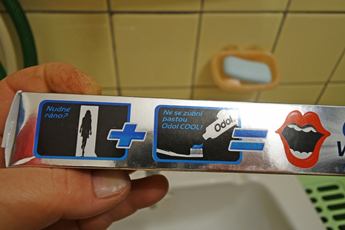 Nudné
ráno?
+
Ne se zubní
pastou
Odol COOL!
Odol
=